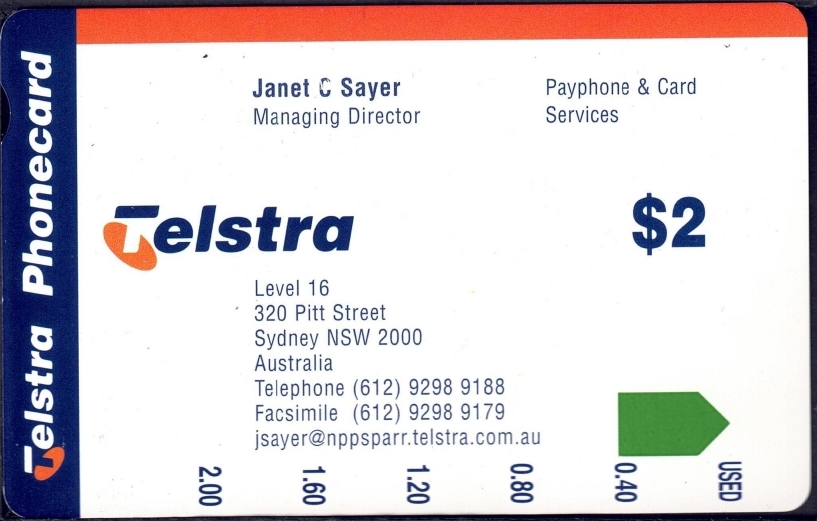 Telstra Phonecard
Janet C Sayer
Managing Director
Payphone & Card
Services
Telstra
$2
Level 16
320 Pitt Street
Sydney NSW 2000
Australia
Telephone (612) 9298 9188
Facsimile (612) 9298 9179
jsayer@nppsparr.telstra.com.au
2.00 1.60 1.20 0.80 0.40 USED